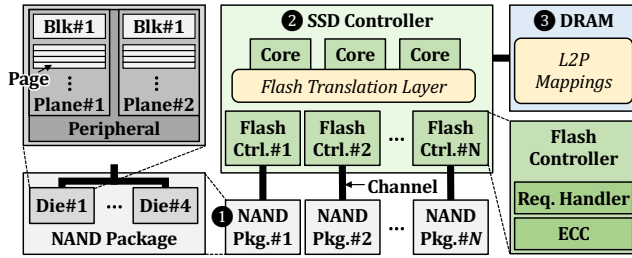 Blk#1
Blk#1
Page
⋮
⋮
Plane#1
Plane#2
Peripheral
Die#1
...
Die#4
NAND Package
❷ SSD Controller
Core
Core
Core
Flash Translation Layer
Flash
Ctrl.#1
Flash
Ctrl.#2
...
Flash
Ctrl.#N
Channel
❶
NAND
Pkg.#1
NAND
Pkg.#2
...
NAND
Pkg.#N
❸ DRAM
L2P
Mappings
Flash
Controller
Req. Handler
ECC